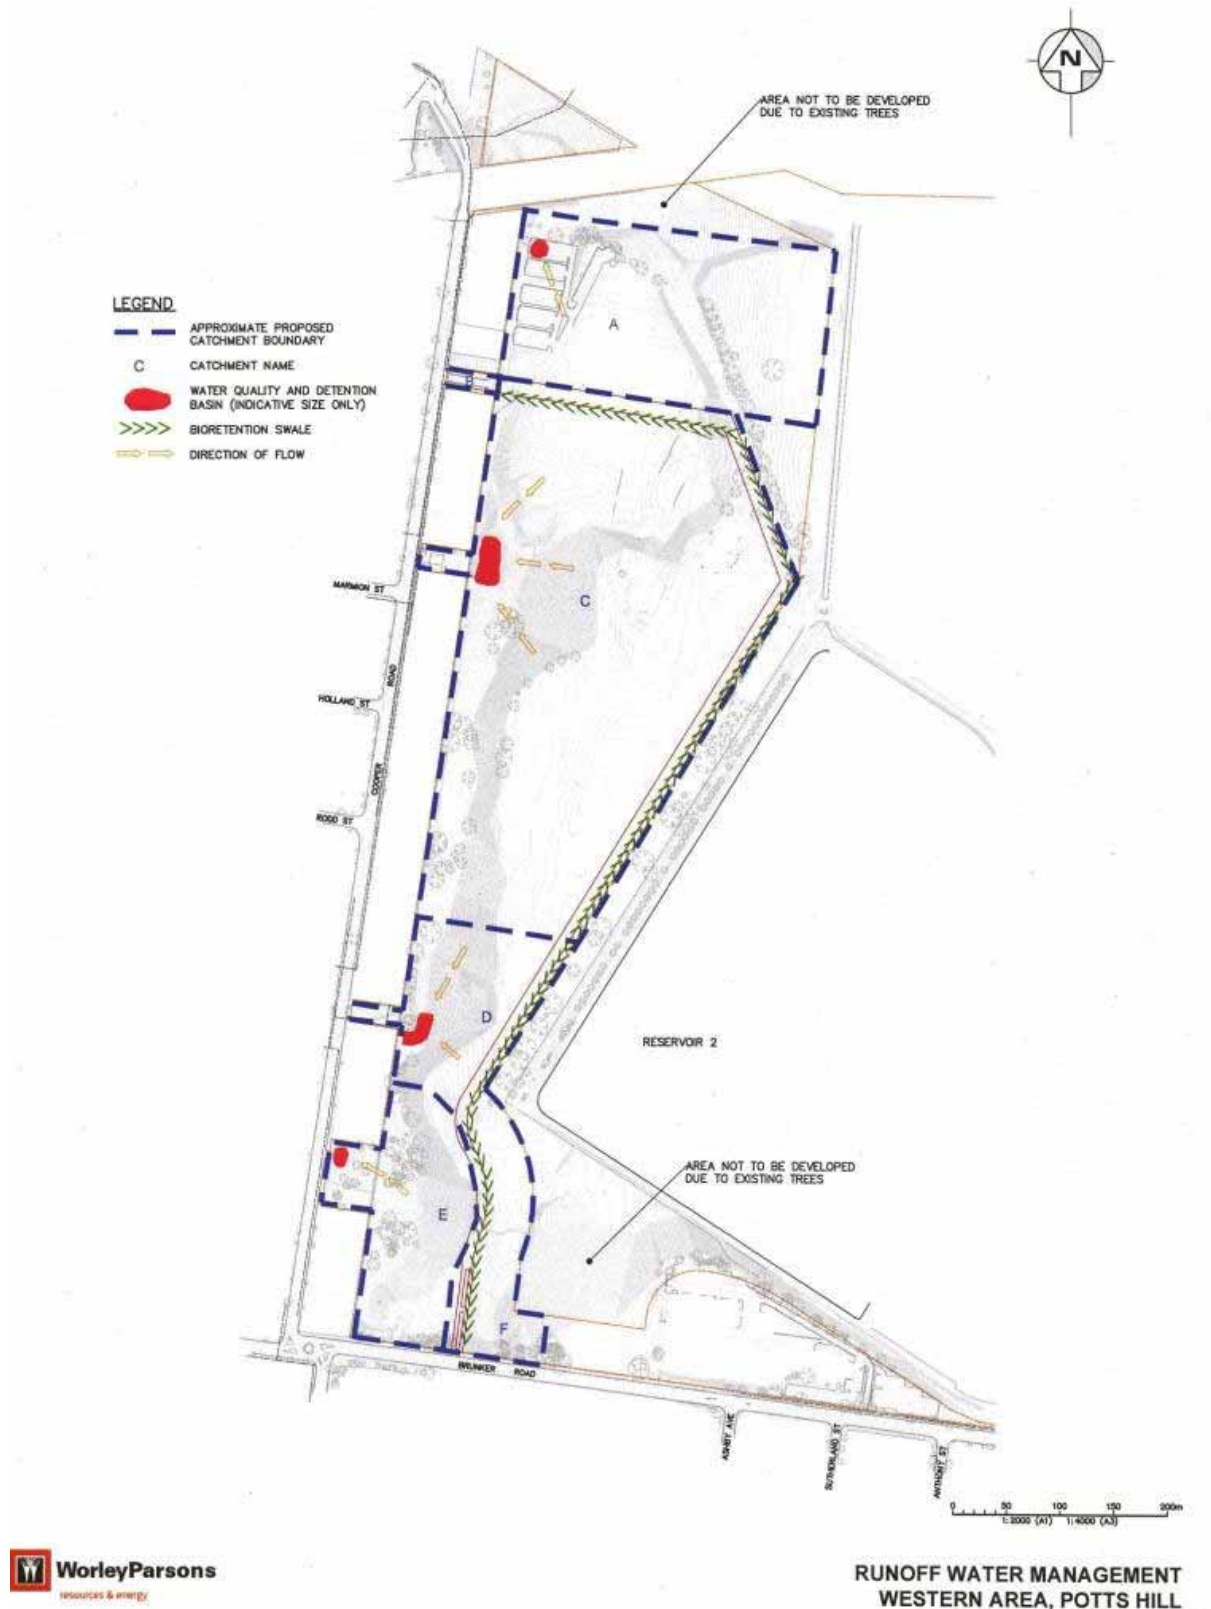 N
AREA NOT TO BE DEVELOPED
DUE TO EXISTING TREES
LEGEND
APPROXIMATE PROPOSED
CATCHMENT BOUNDARY
C
CATCHMENT NAME
WATER QUALITY AND DETENTION
BASIN (INDICATIVE SIZE ONLY)
BIORETENTION SWALE
DIRECTION OF FLOW
A
B
C
MARMION ST
HOLLAND ST
COOPER ROAD
RODD ST
D
RESERVOIR 2
AREA NOT TO BE DEVELOPED
DUE TO EXISTING TREES
E
F
BRUNKER ROAD
ASHBY AVE
SUTHERLAND ST
ANTHONY ST
0 50 100 150 200m
1:2000 (A1) 1:4000 (A3)
WorleyParsons
resources & energy
RUNOFF WATER MANAGEMENT
WESTERN AREA, POTTS HILL